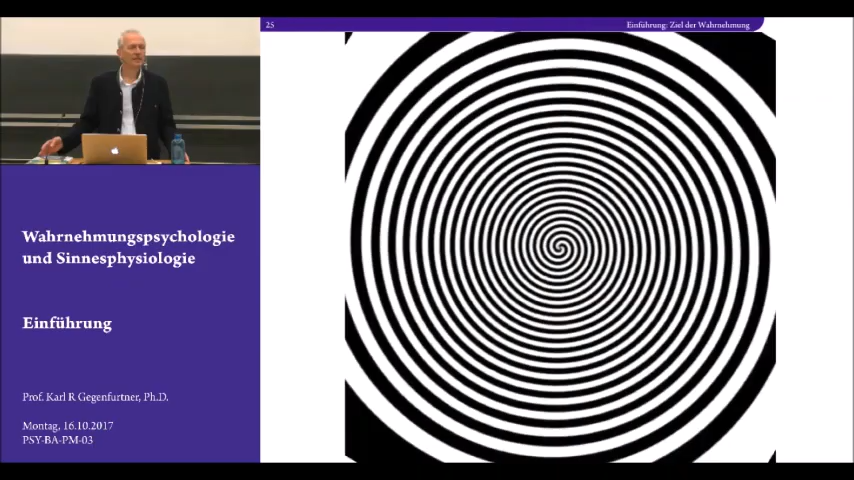 25
Einführung: Ziel der Wahrnehmung
Wahrnehmungspsychologie
und Sinnesphysiologie
Einführung
Prof. Karl R Gegenfurtner, Ph.D.
Montag, 16.10.2017
PSY-BA-PM-03